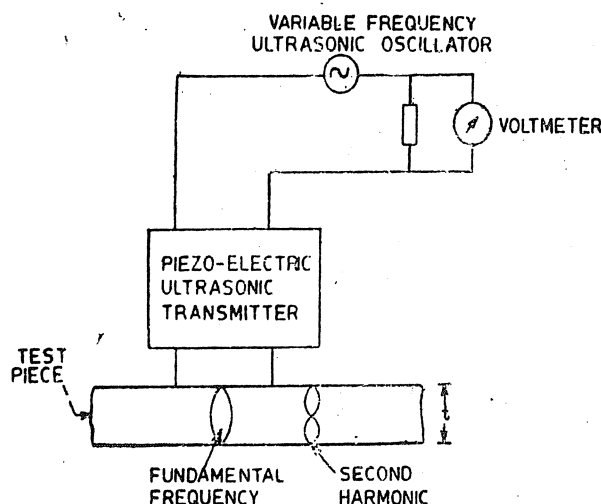 VARIABLE FREQUENCY
ULTRASONIC OSCILLATOR
VOLTMETER
PIEZO-ELECTRIC
ULTRASONIC
TRANSMITTER
TEST
PIECE
t
FUNDAMENTAL
FREQUENCY
SECOND
HARMONIC